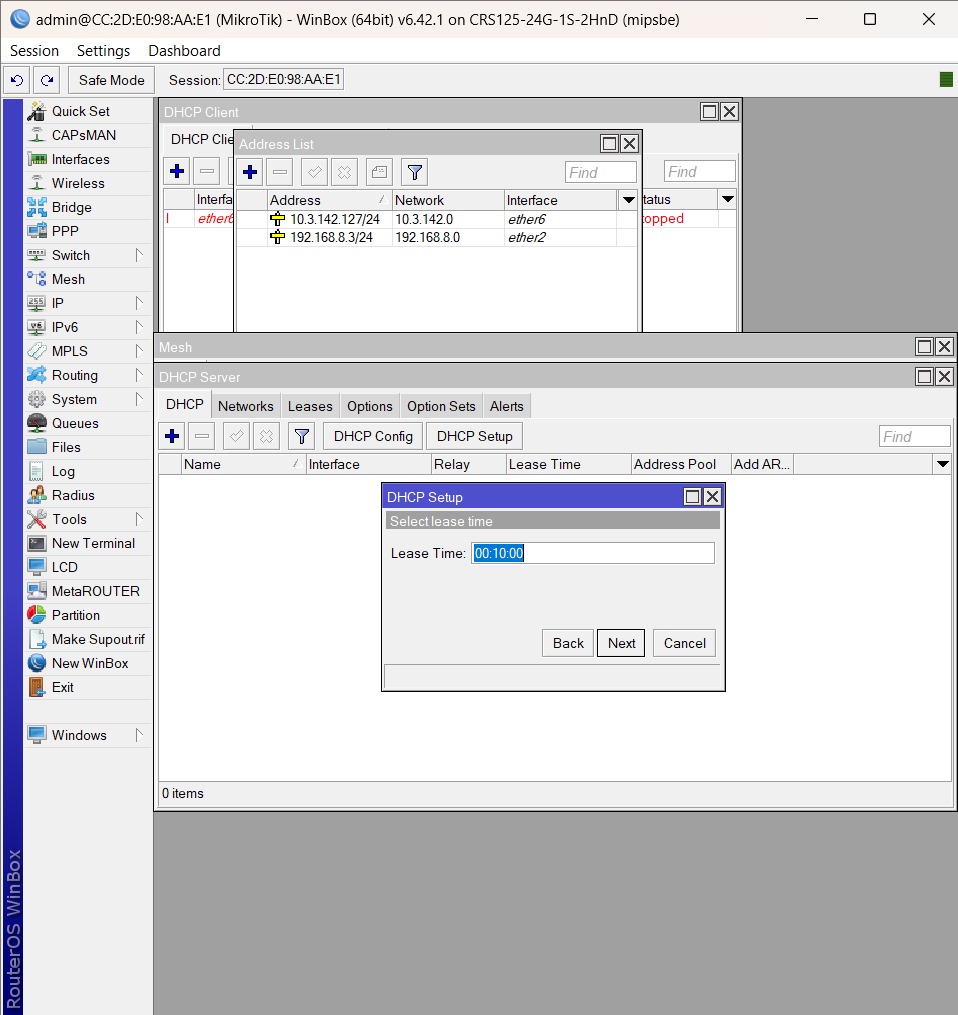 admin@CC:2D:E0:98:AA:E1 (MikroTik) - WinBox (64bit) v6.42.1 on CRS125-24G-1S-2HnD (mipsbe)
Session Settings Dashboard
Safe Mode Session: CC:2D:E0:98:AA:E1
Quick Set
CAPsMAN
Interfaces
Wireless
Bridge
PPP
Switch
Mesh
IP
IPv6
MPLS
Routing
System
Queues
Files
Log
Radius
Tools
New Terminal
LCD
MetaROUTER
Partition
Make Supout.rif
New WinBox
Exit
Windows
RouterOS WinBox
DHCP Client
DHCP Clie
Find
Interfa
tatus
I ether6
topped
Address List
Find
Address Network Interface
10.3.142.127/24 10.3.142.0 ether6
192.168.8.3/24 192.168.8.0 ether2
Mesh
DHCP Server
DHCP Networks Leases Options Option Sets Alerts
DHCP Config DHCP Setup Find
Name Interface Relay Lease Time Address Pool Add AR...
DHCP Setup
Select lease time
Lease Time: 00:10:00
Back Next Cancel
0 items